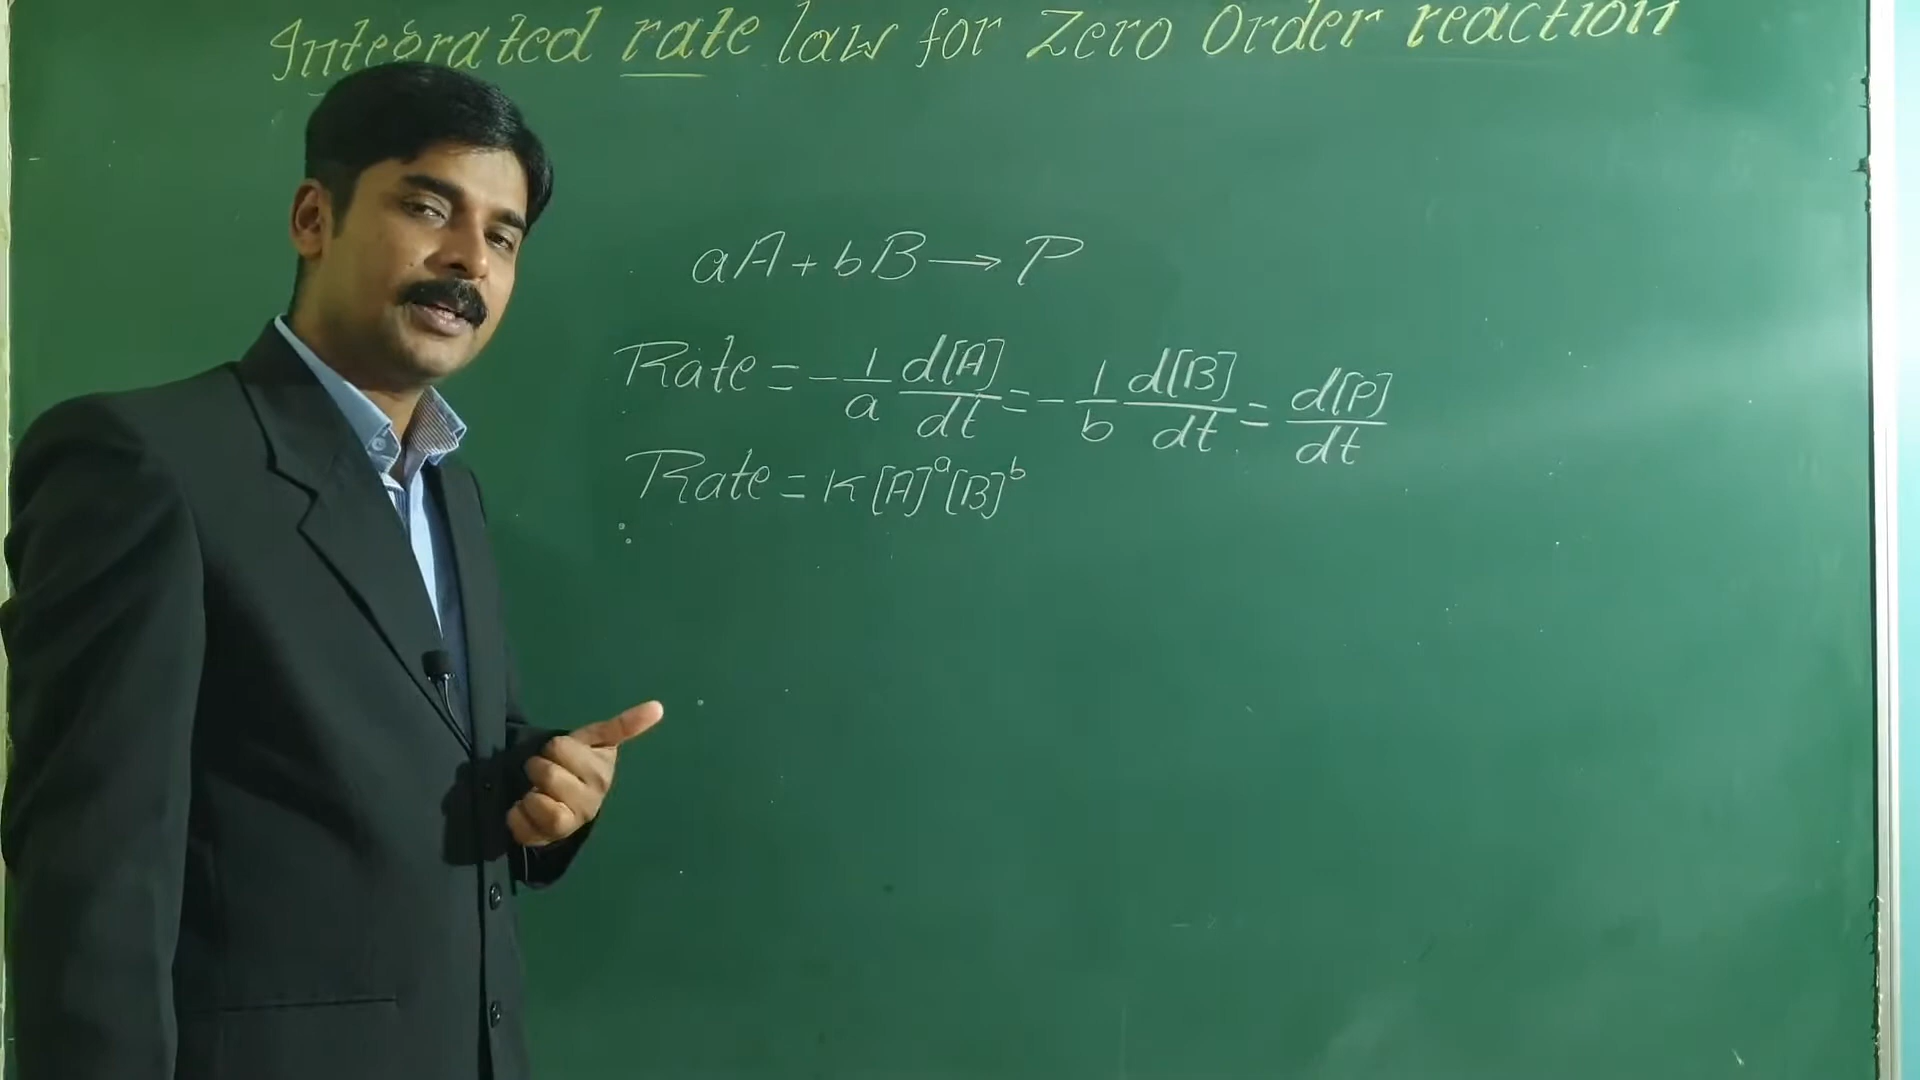 Integrated rate law for Zero Order reaction
aA + bB → P
Rate = - 1/a d[A]/dt = - 1/b d[B]/dt = d[P]/dt
Rate = K[A]^a[B]^b